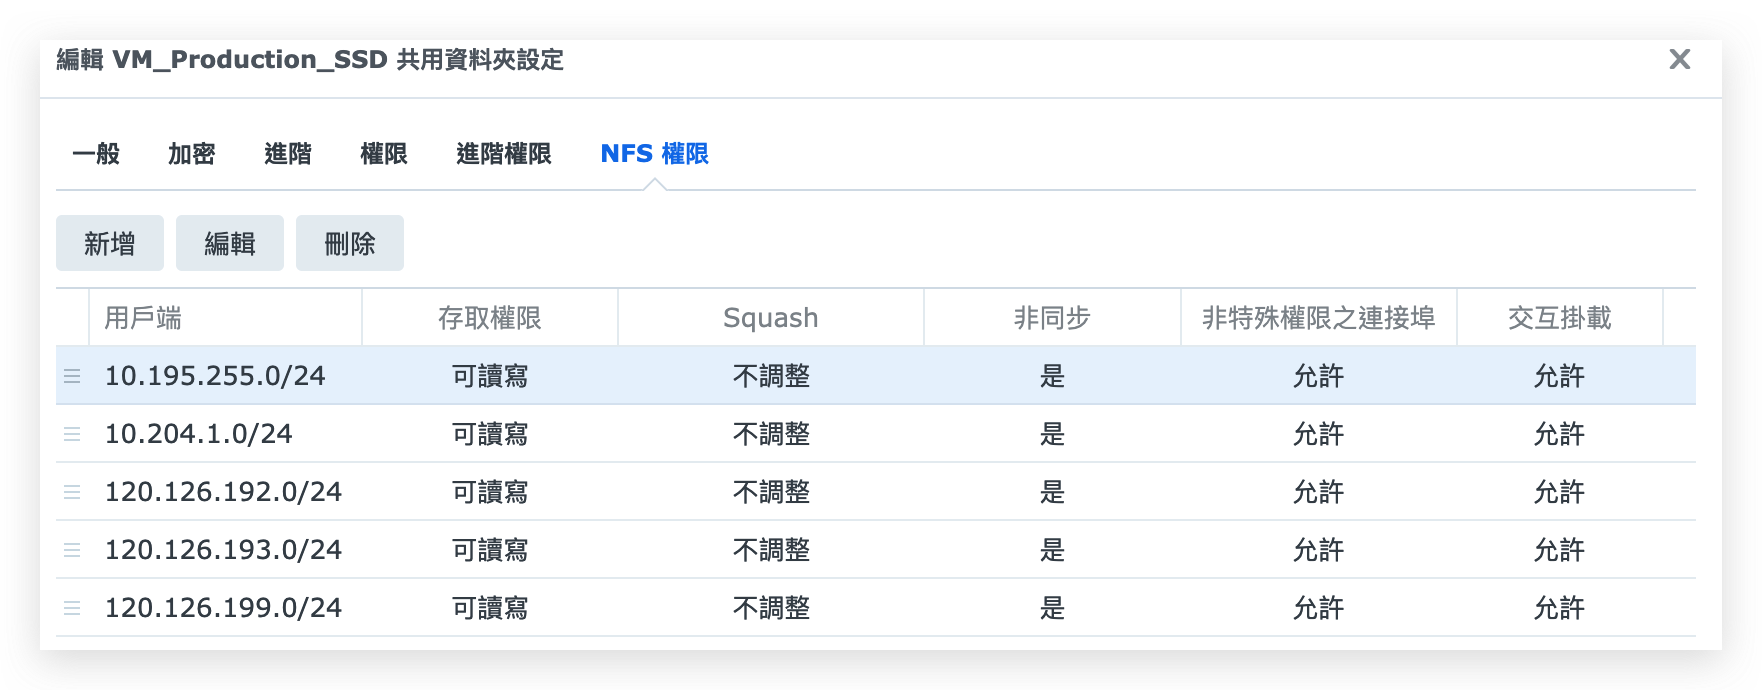 編輯 VM_Production_SSD 共用資料夾設定
一般 加密 進階 權限 進階權限 NFS 權限
新增 編輯 刪除
用戶端 存取權限 Squash 非同步 非特殊權限之連接埠 交互掛載
10.195.255.0/24 可讀寫 不調整 是 允許 允許
10.204.1.0/24 可讀寫 不調整 是 允許 允許
120.126.192.0/24 可讀寫 不調整 是 允許 允許
120.126.193.0/24 可讀寫 不調整 是 允許 允許
120.126.199.0/24 可讀寫 不調整 是 允許 允許